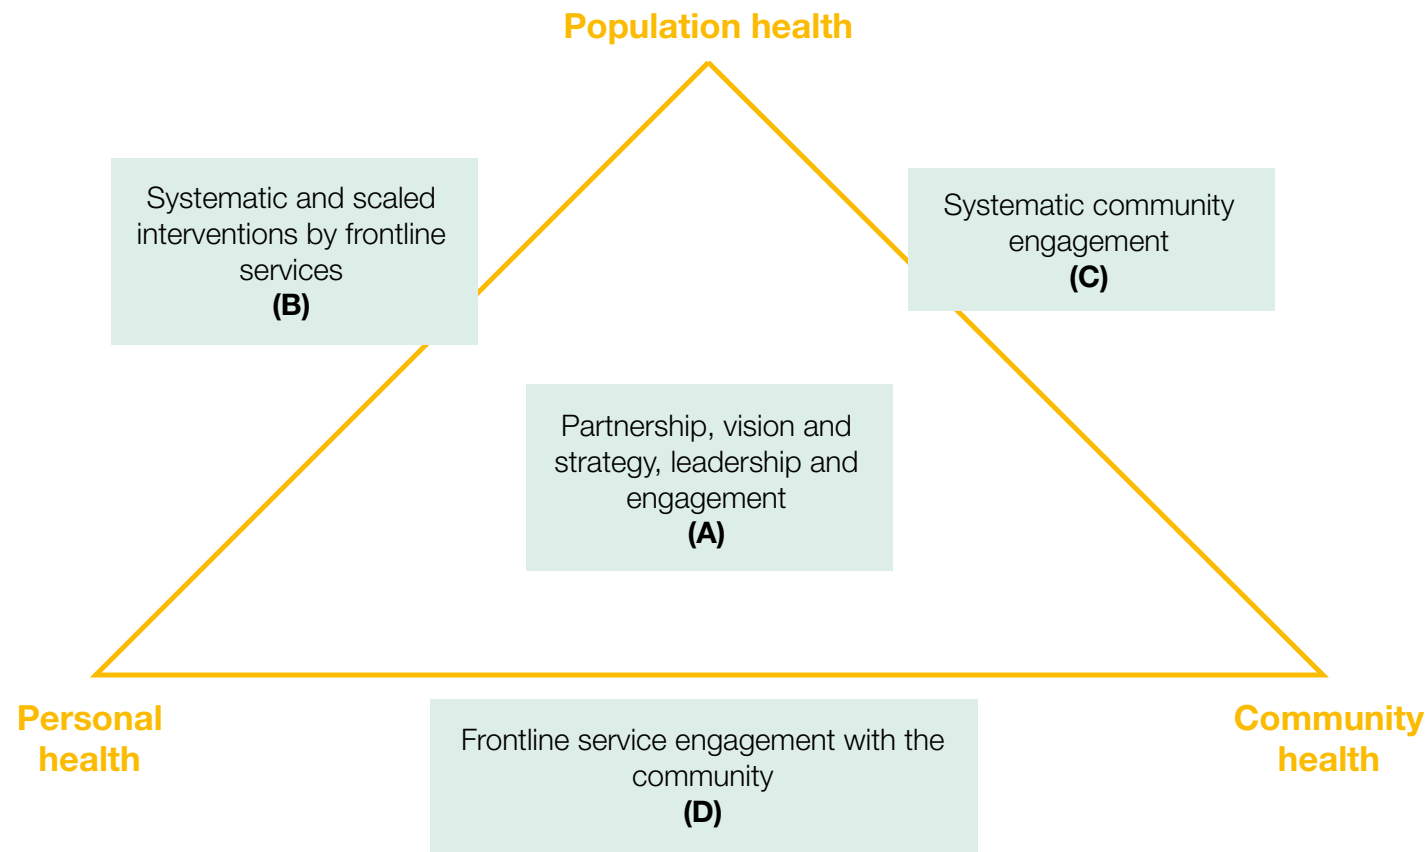 Population health
Systematic and scaled
interventions by frontline
services
(B)
Systematic community
engagement
(C)
Partnership, vision and
strategy, leadership and
engagement
(A)
Personal
health
Frontline service engagement with the
community
(D)
Community
health